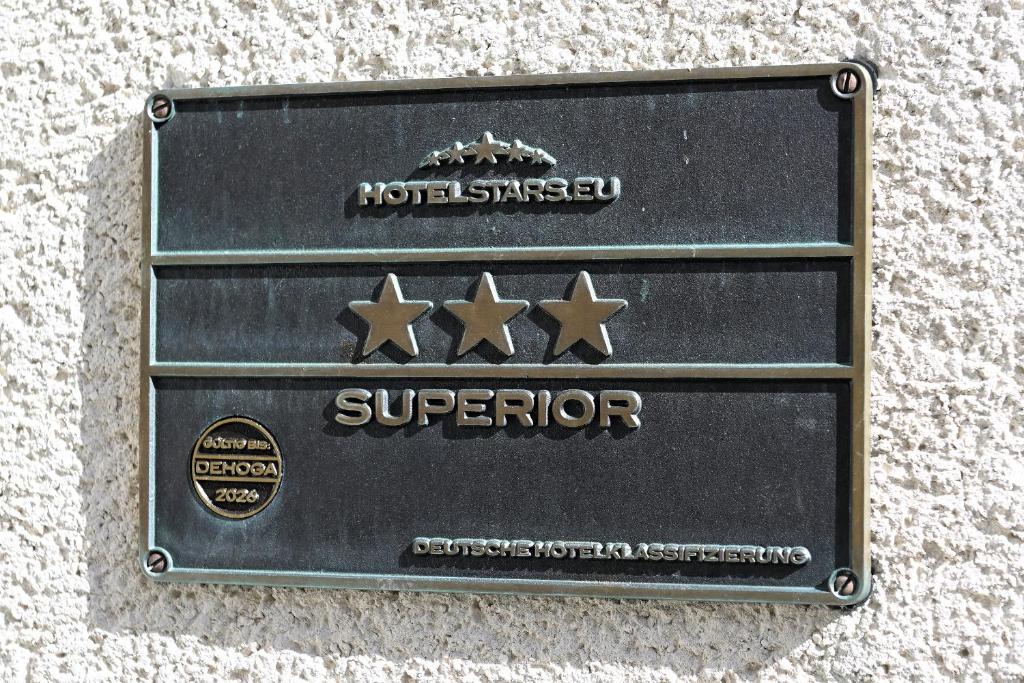 HOTELSTARS.EU
SUPERIOR
GÜLTIG BIS:
DEHOGA
2026
DEUTSCHE HOTELKLASSIFIZIERUNG